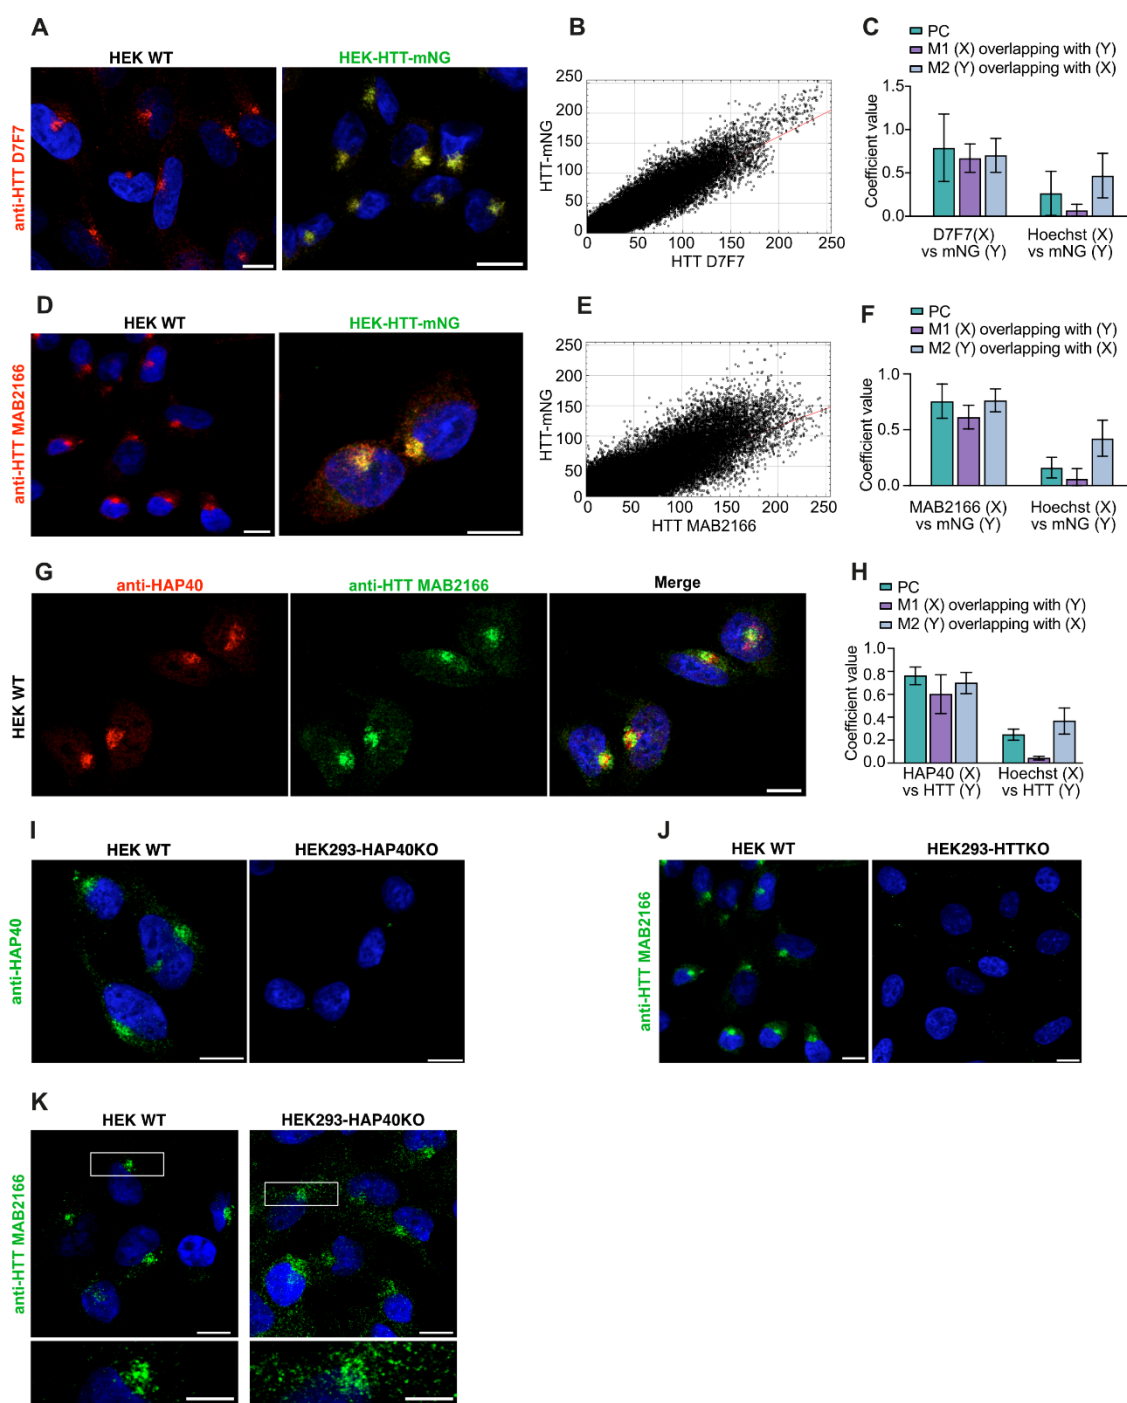 A
HEK WT
HEK-HTT-mNG
anti-HTT D7F7
B
250
200
150
100
50
0
HTT-mNG
0 50 100 150 200 250
HTT D7F7
C
PC
M1 (X) overlapping with (Y)
M2 (Y) overlapping with (X)
Coefficient value
1.5
1.0
0.5
0.0
D7F7(X)
vs mNG (Y)
Hoechst (X)
vs mNG (Y)
D
HEK WT
HEK-HTT-mNG
anti-HTT MAB2166
E
250
200
150
100
50
0
HTT-mNG
0 50 100 150 200 250
HTT MAB2166
F
PC
M1 (X) overlapping with (Y)
M2 (Y) overlapping with (X)
Coefficient value
1.0
0.5
0.0
MAB2166 (X)
vs mNG (Y)
Hoechst (X)
vs mNG (Y)
G
anti-HAP40
anti-HTT MAB2166
Merge
HEK WT
H
PC
M1 (X) overlapping with (Y)
M2 (Y) overlapping with (X)
Coefficient value
1.0
0.8
0.6
0.4
0.2
0.0
HAP40 (X)
vs HTT (Y)
Hoechst (X)
vs HTT (Y)
I
HEK WT
HEK293-HAP40KO
anti-HAP40
J
HEK WT
HEK293-HTTKO
anti-HTT MAB2166
K
HEK WT
HEK293-HAP40KO
anti-HTT MAB2166